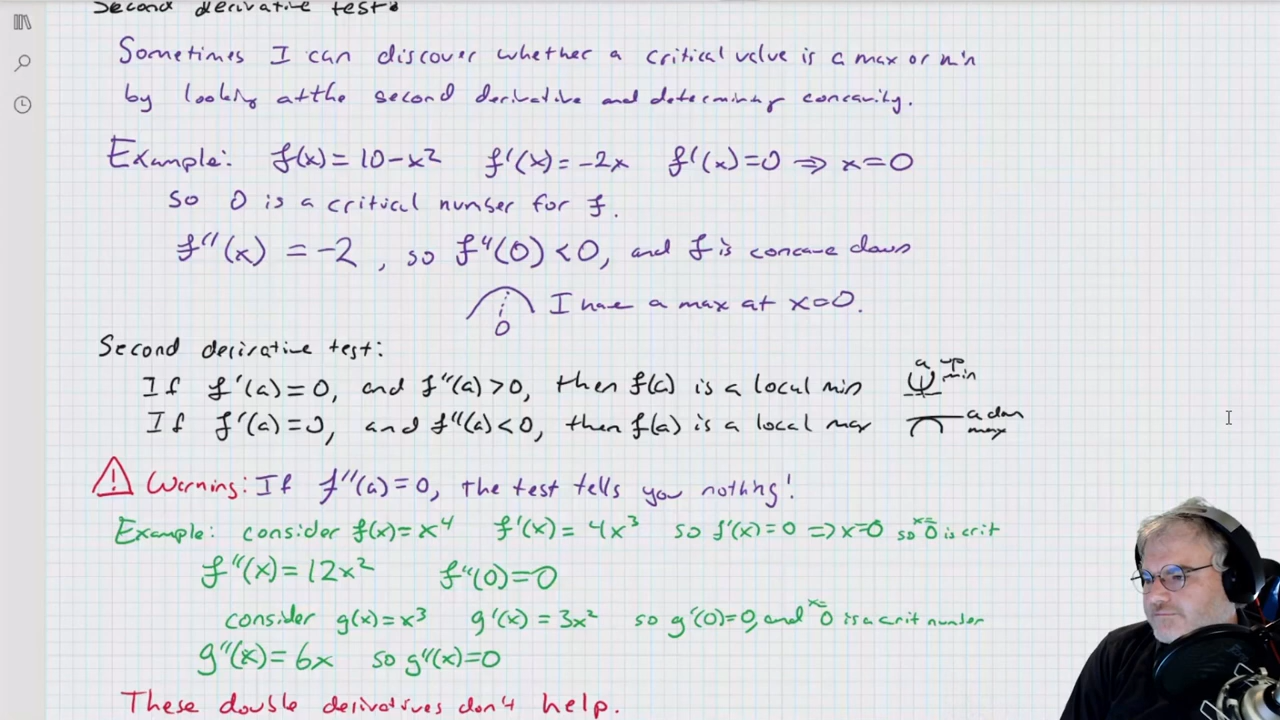 Second derivative test:
Sometimes I can discover whether a critical value is a max or min
by looking at the second derivative and determining concavity.
Example: f(x)=10-x² f'(x)=-2x f'(x)=0 ⇒ x=0
so 0 is a critical number for f.
f''(x) = -2, so f''(0)<0, and f is concave down
0 I have a max at x=0.
Second derivative test:
If f'(a)=0, and f''(a)>0, then f(a) is a local min a up min
If f'(a)=0, and f''(a)<0, then f(a) is a local max a down max
! Warning: If f''(a)=0, the test tells you nothing!
Example: consider f(x)=x⁴ f'(x)=4x³ so f'(x)=0 ⇒ x=0 so x=0 is crit
f''(x)=12x² f''(0)=0
consider g(x)=x³ g'(x)=3x² so g'(0)=0, and x=0 is a crit number
g''(x)=6x so g''(x)=0
These double derivatives don't help.